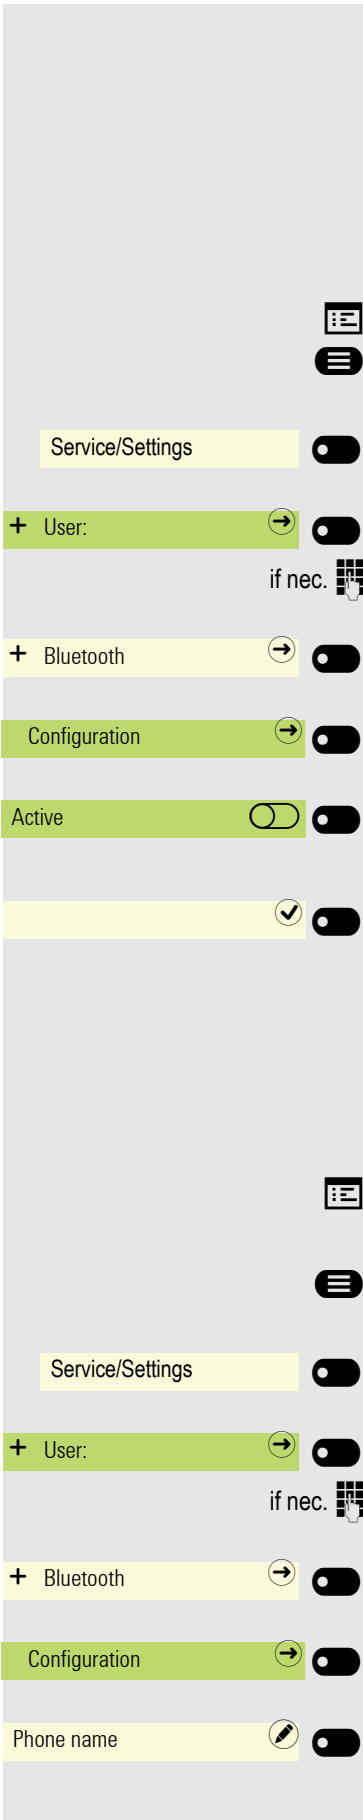 Service/Settings
+ User:
if nec.
+ Bluetooth
Configuration
Active
Service/Settings
+ User:
if nec.
+ Bluetooth
Configuration
Phone name